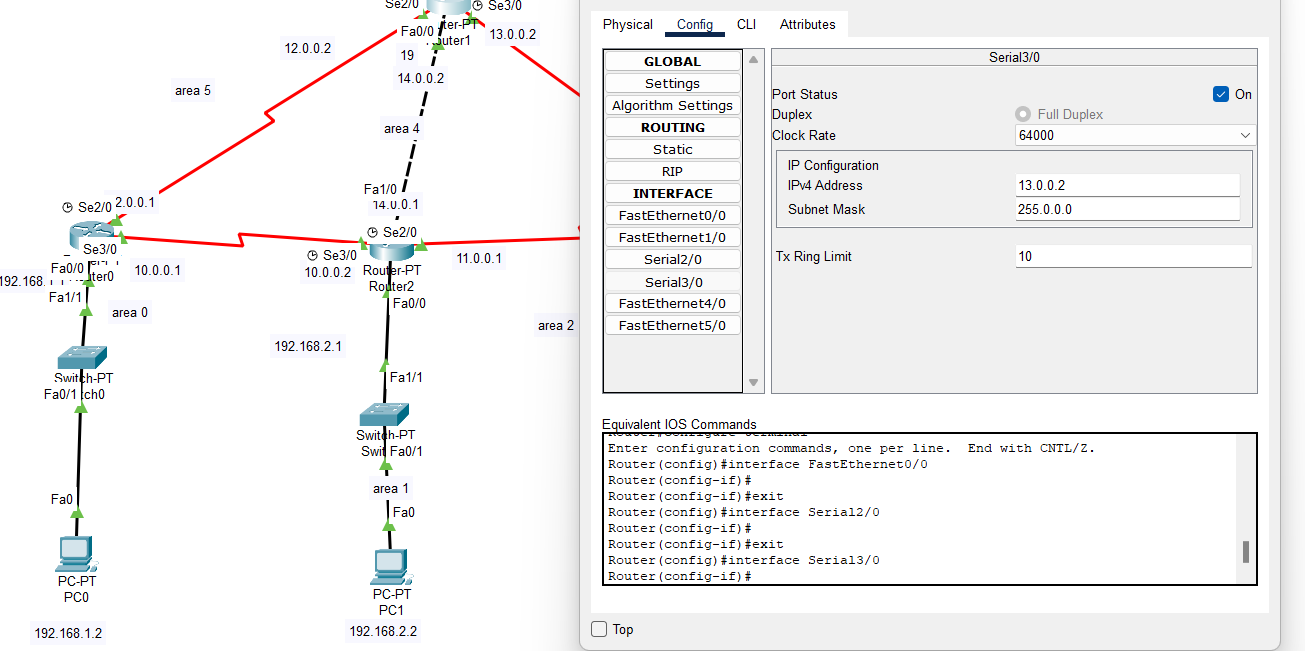 Se2/0
Se3/0
Fa0/0
ter-PT
outer1
12.0.0.2
13.0.0.2
19
14.0.0.2
area 5
area 4
Fa1/0
14.0.0.1
Se2/0
2.0.0.1
Se2/0
Se3/0
10.0.0.1
Fa0/0
uter0
192.168.
Fa1/1
area 0
Se3/0
10.0.0.2
11.0.0.1
Router-PT
Router2
Fa0/0
area 2
192.168.2.1
Switch-PT
Fa0/1
tch0
Fa1/1
Switch-PT
Swit
Fa0/1
area 1
Fa0
Fa0
PC-PT
PC0
192.168.1.2
PC-PT
PC1
192.168.2.2
Physical Config CLI Attributes
GLOBAL
Settings
Algorithm Settings
ROUTING
Static
RIP
INTERFACE
FastEthernet0/0
FastEthernet1/0
Serial2/0
Serial3/0
FastEthernet4/0
FastEthernet5/0
Serial3/0
Port Status On
Duplex Full Duplex
Clock Rate 64000
IP Configuration
IPv4 Address 13.0.0.2
Subnet Mask 255.0.0.0
Tx Ring Limit 10
Equivalent IOS Commands
Enter configuration commands, one per line. End with CNTL/Z.
Router(config)#interface FastEthernet0/0
Router(config-if)#
Router(config-if)#exit
Router(config)#interface Serial2/0
Router(config-if)#
Router(config-if)#exit
Router(config)#interface Serial3/0
Router(config-if)#
Top